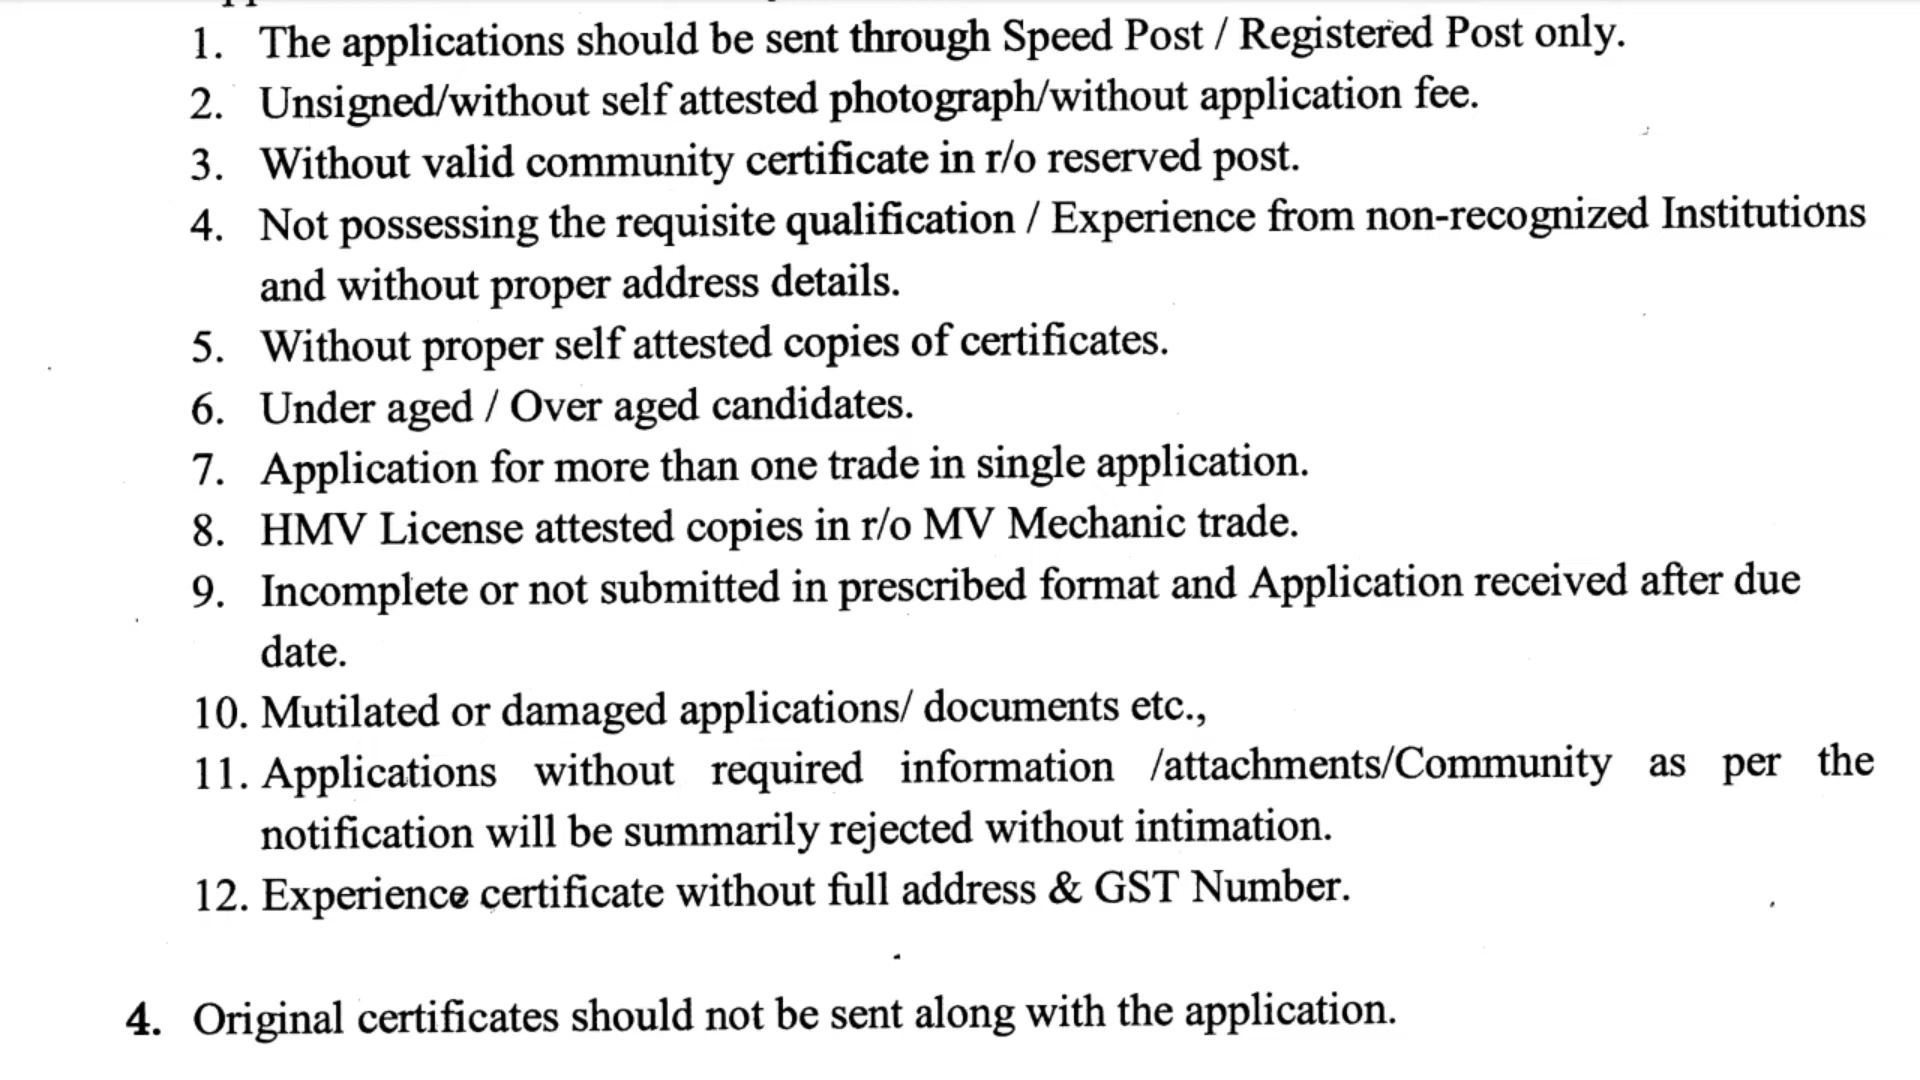 1. The applications should be sent through Speed Post / Registered Post only.
2. Unsigned/without self attested photograph/without application fee.
3. Without valid community certificate in r/o reserved post.
4. Not possessing the requisite qualification / Experience from non-recognized Institutions
and without proper address details.
5. Without proper self attested copies of certificates.
6. Under aged / Over aged candidates.
7. Application for more than one trade in single application.
8. HMV License attested copies in r/o MV Mechanic trade.
9. Incomplete or not submitted in prescribed format and Application received after due
date.
10. Mutilated or damaged applications/ documents etc.,
11. Applications without required information /attachments/Community as per the
notification will be summarily rejected without intimation.
12. Experience certificate without full address & GST Number.
4. Original certificates should not be sent along with the application.